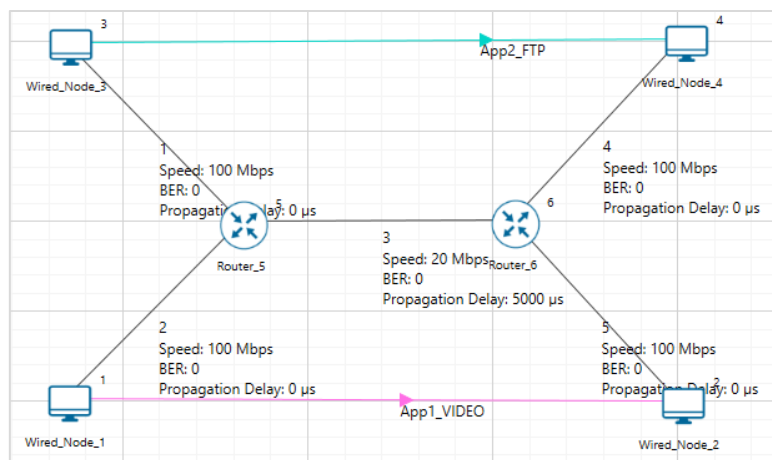 3
4
App2_FTP
Wired_Node_3
Wired_Node_4
1
Speed: 100 Mbps
BER: 0
Propagation Delay: 0 µs
4
Speed: 100 Mbps
BER: 0
Propagation Delay: 0 µs
5
6
Router_5
Router_6
3
Speed: 20 Mbps
BER: 0
Propagation Delay: 5000 µs
2
Speed: 100 Mbps
BER: 0
Propagation Delay: 0 µs
5
Speed: 100 Mbps
BER: 0
Propagation Delay: 0 µs
1
2
App1_VIDEO
Wired_Node_1
Wired_Node_2